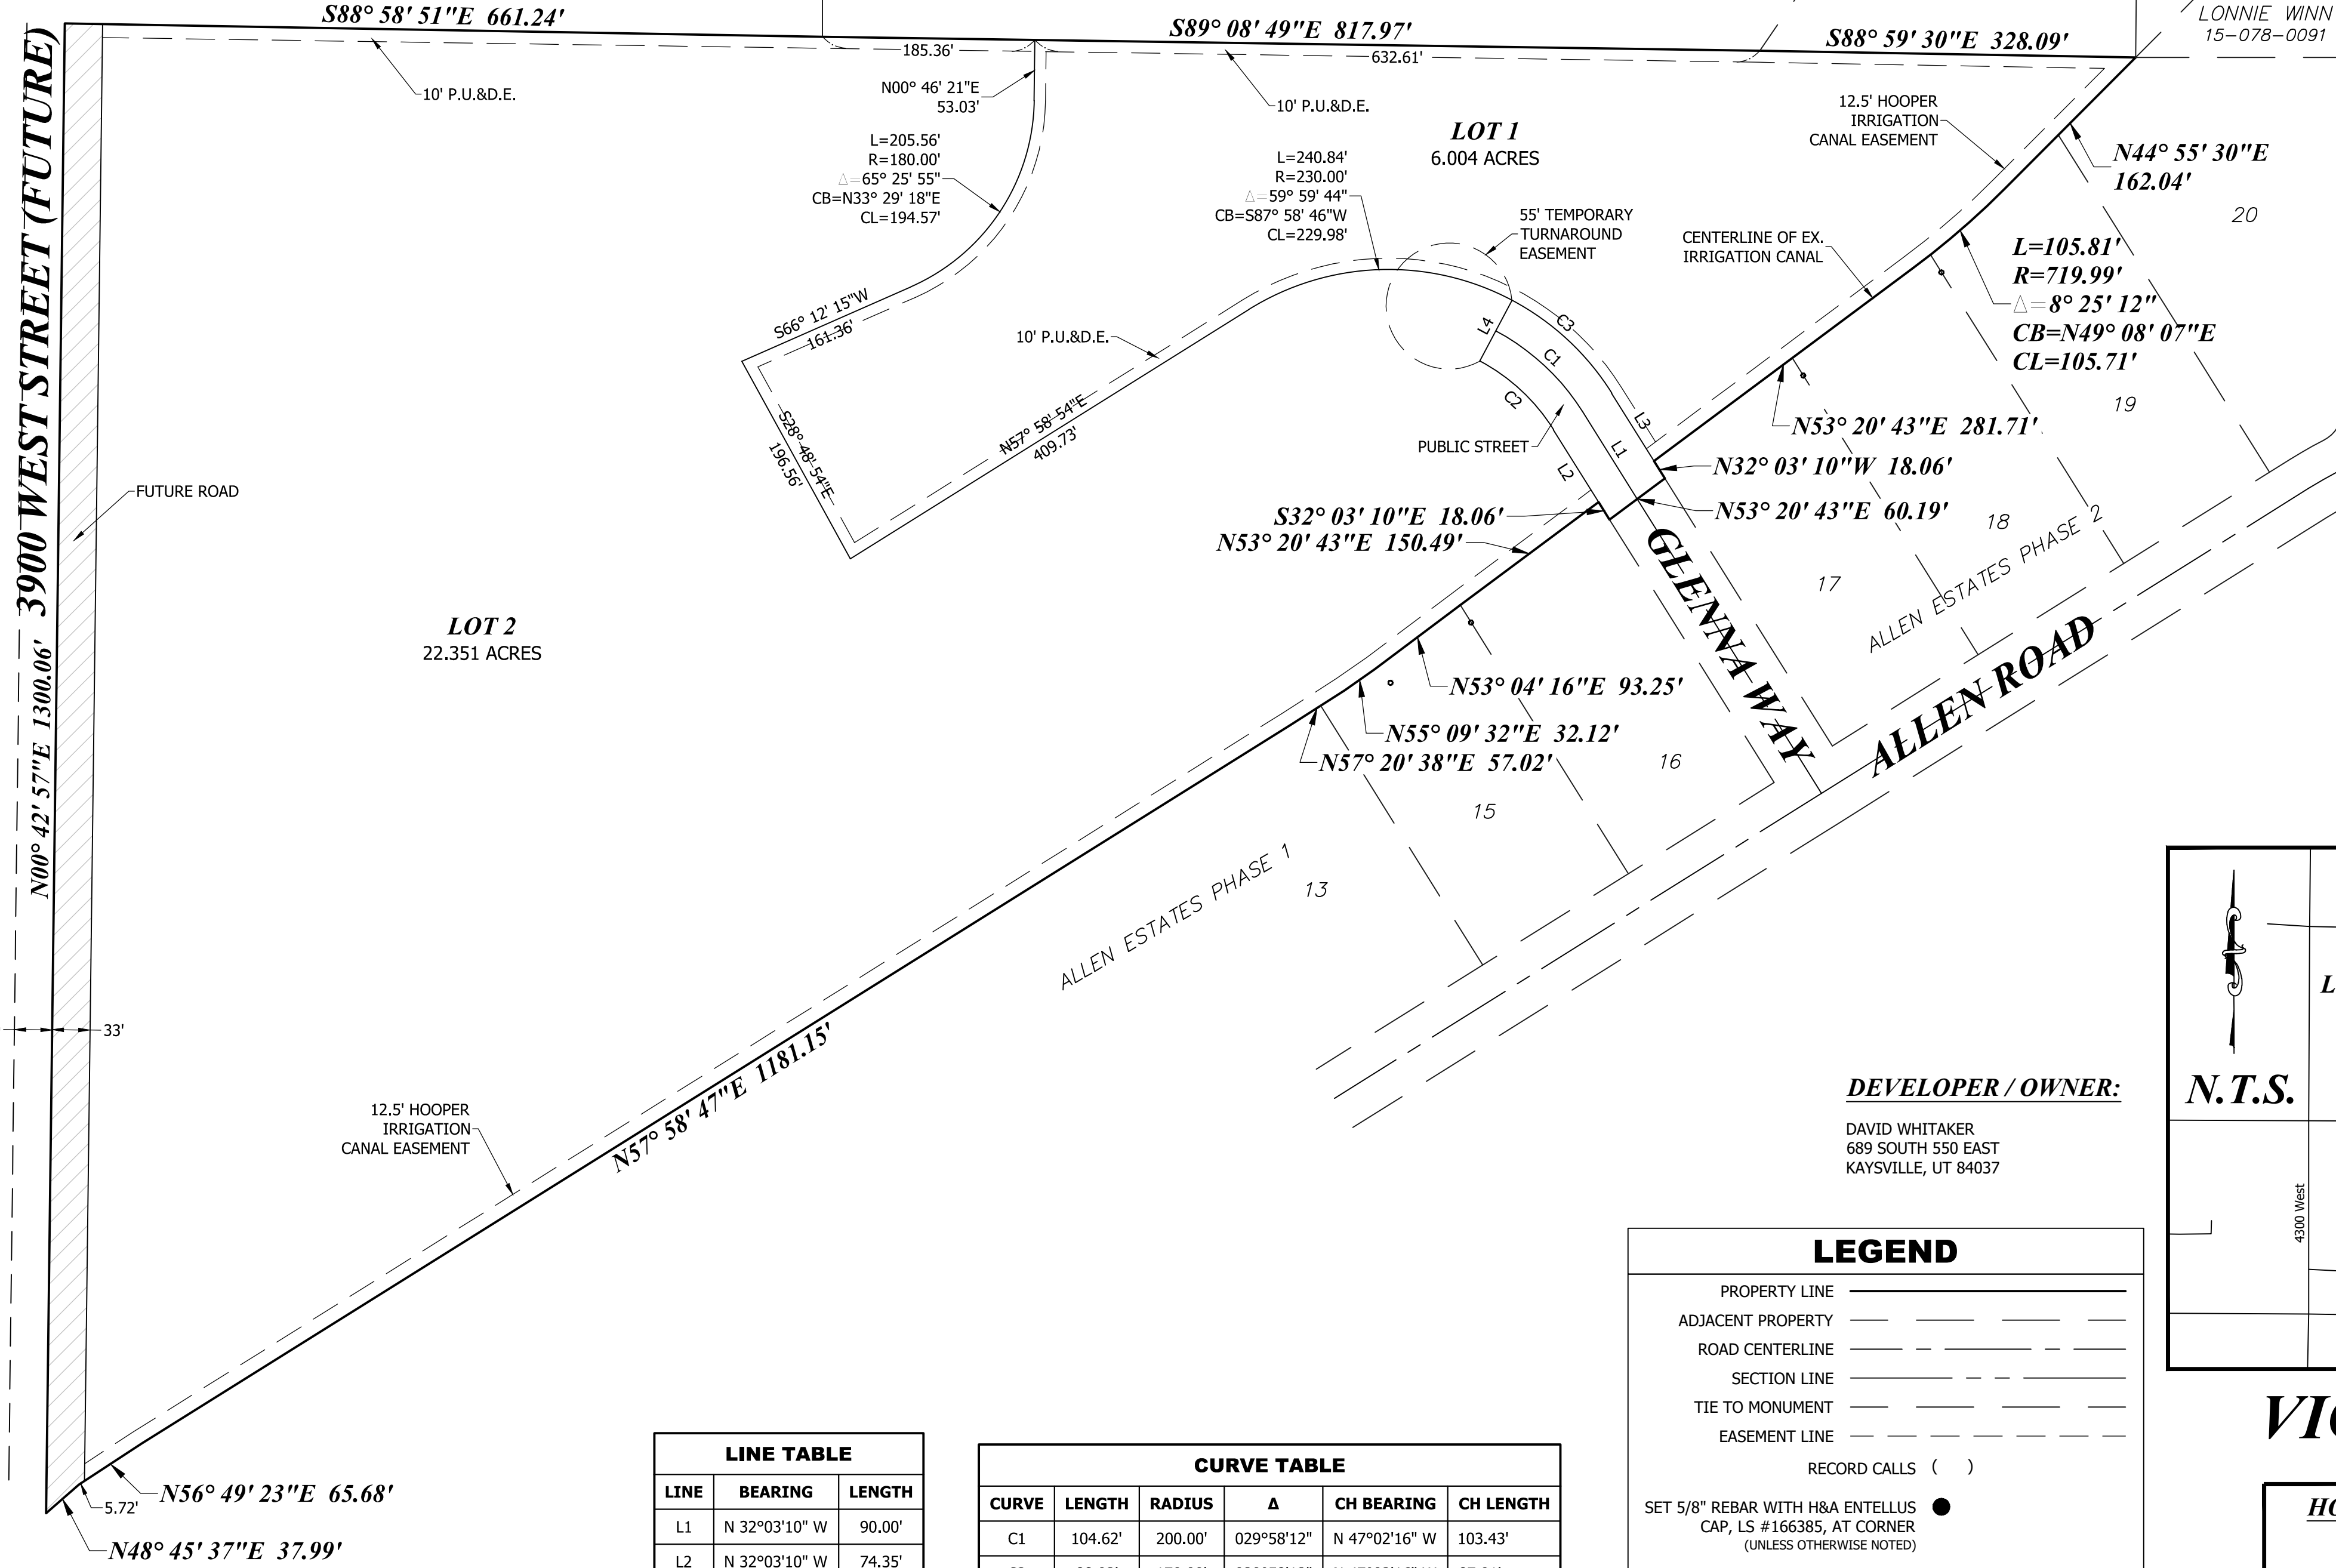 S88° 58' 51"E 661.24'
S89° 08' 49"E 817.97'
S88° 59' 30"E 328.09'
LONNIE WINN
15-078-0091
185.36'
632.61'
10' P.U.&D.E.
N00° 46' 21"E
53.03'
10' P.U.&D.E.
LOT 1
6.004 ACRES
12.5' HOOPER
IRRIGATION
CANAL EASEMENT
N44° 55' 30"E
162.04'
L=205.56'
R=180.00'
Δ=65° 25' 55"
CB=N33° 29' 18"E
CL=194.57'
L=240.84'
R=230.00'
Δ=59° 59' 44"
CB=S87° 58' 46"W
CL=229.98'
55' TEMPORARY
TURNAROUND
EASEMENT
CENTERLINE OF EX.
IRRIGATION CANAL
20
L=105.81'
R=719.99'
Δ=8° 25' 12"
CB=N49° 08' 07"E
CL=105.71'
3900 WEST STREET (FUTURE)
N00° 42' 57"E 1300.06'
S66° 12' 15"W
161.36'
10' P.U.&D.E.
L4
C3
C1
C2
L3
L1
L2
19
S28° 48' 54"E
196.56'
N57° 58' 54"E
409.73'
PUBLIC STREET
N53° 20' 43"E 281.71'
N32° 03' 10"W 18.06'
FUTURE ROAD
S32° 03' 10"E 18.06'
N53° 20' 43"E 60.19'
N53° 20' 43"E 150.49'
18
17
ALLEN ESTATES PHASE 2
GLENNA WAY
ALLEN ROAD
LOT 2
22.351 ACRES
N53° 04' 16"E 93.25'
N55° 09' 32"E 32.12'
N57° 20' 38"E 57.02'
16
15
13
ALLEN ESTATES PHASE 1
33'
N57° 58' 47"E 1181.15'
12.5' HOOPER
IRRIGATION
CANAL EASEMENT
L
N.T.S.
4300 West
DEVELOPER / OWNER:
DAVID WHITAKER
689 SOUTH 550 EAST
KAYSVILLE, UT 84037
LEGEND
PROPERTY LINE
ADJACENT PROPERTY
ROAD CENTERLINE
SECTION LINE
TIE TO MONUMENT
EASEMENT LINE
RECORD CALLS ( )
SET 5/8" REBAR WITH H&A ENTELLUS
CAP, LS #166385, AT CORNER
(UNLESS OTHERWISE NOTED)
N56° 49' 23"E 65.68'
5.72'
N48° 45' 37"E 37.99'
LINE TABLE
LINE BEARING LENGTH
L1 N 32°03'10" W 90.00'
L2 N 32°03'10" W 74.35'
CURVE TABLE
CURVE LENGTH RADIUS Δ CH BEARING CH LENGTH
C1 104.62' 200.00' 029°58'12" N 47°02'16" W 103.43'